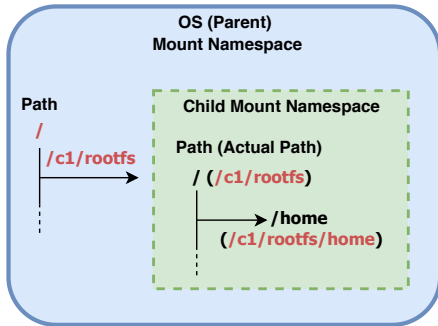 OS (Parent)
Mount Namespace
Path
/
/c1/rootfs
Child Mount Namespace
Path (Actual Path)
/ (/c1/rootfs)
/home
(/c1/rootfs/home)